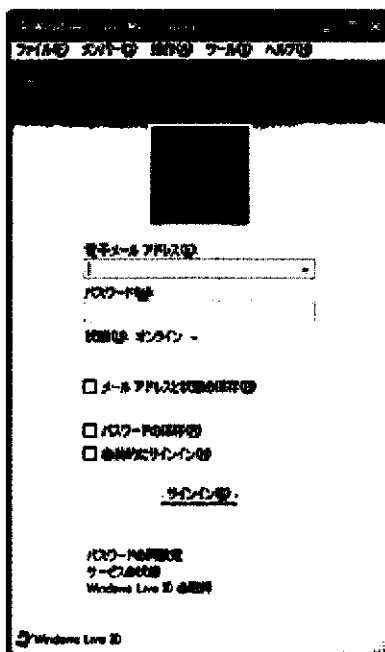 ファイル(F) メンバー(C) 操作(A) ツール(T) ヘルプ(H)
電子メール アドレス(E):
パスワード(P):
状態(U): オンライン
メール アドレスと状態の保存(M)
パスワードの保存(R)
自動的にサインイン(N)
サインイン(S)
パスワードの再設定
サービスの状態
Windows Live ID の取得
Windows Live ID